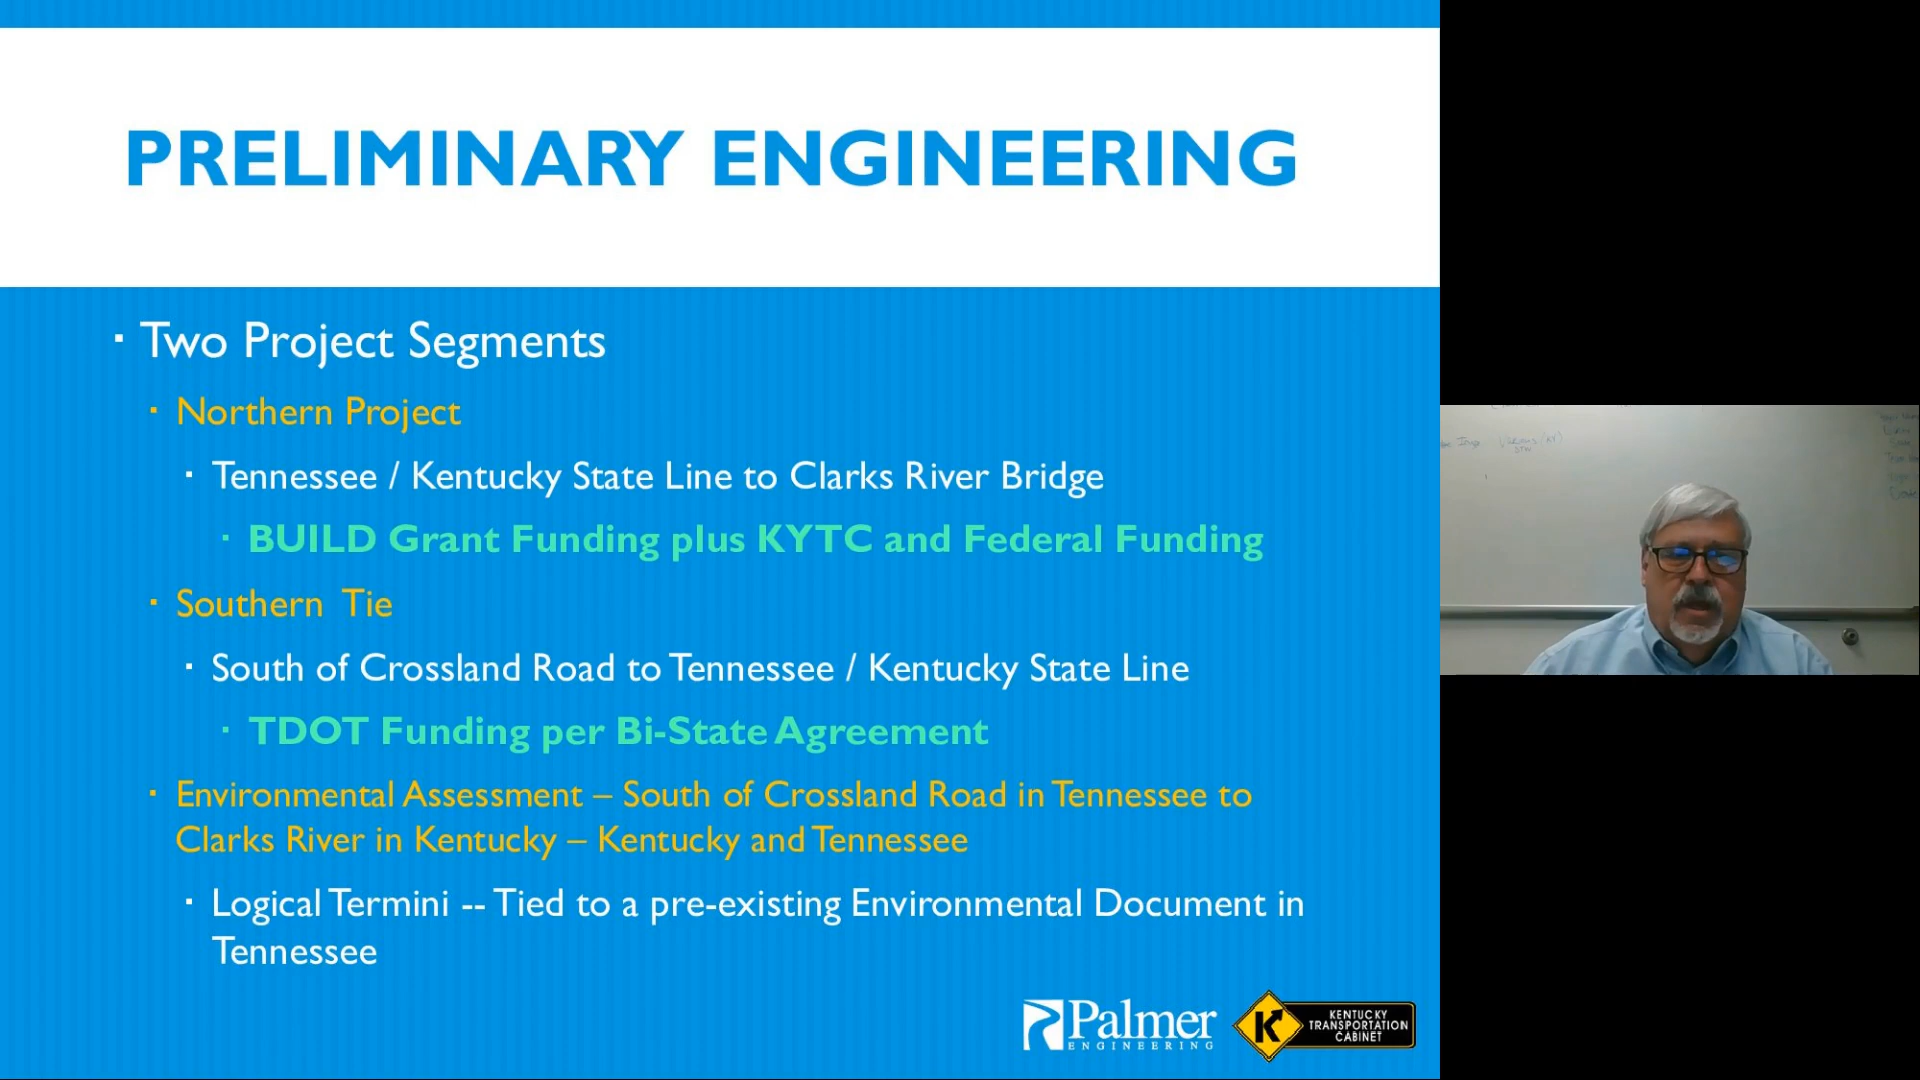 PRELIMINARY ENGINEERING
▪ Two Project Segments
▪ Northern Project
▪ Tennessee / Kentucky State Line to Clarks River Bridge
▪ BUILD Grant Funding plus KYTC and Federal Funding
▪ Southern Tie
▪ South of Crossland Road to Tennessee / Kentucky State Line
▪ TDOT Funding per Bi-State Agreement
▪ Environmental Assessment – South of Crossland Road in Tennessee to
Clarks River in Kentucky – Kentucky and Tennessee
▪ Logical Termini -- Tied to a pre-existing Environmental Document in
Tennessee
Palmer
ENGINEERING
KENTUCKY
TRANSPORTATION
CABINET